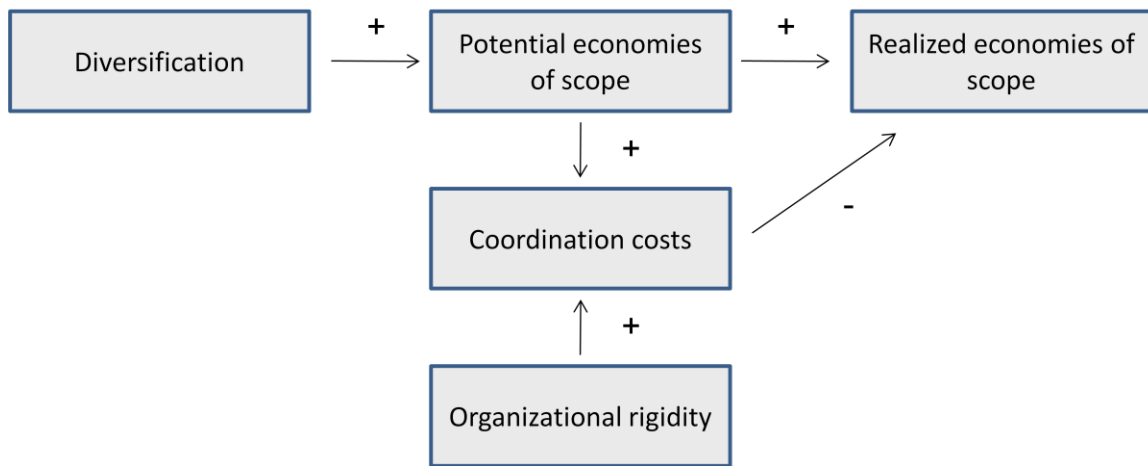 Diversification
+
Potential economies
of scope
+
Realized economies of
scope
+
Coordination costs
-
+
Organizational rigidity